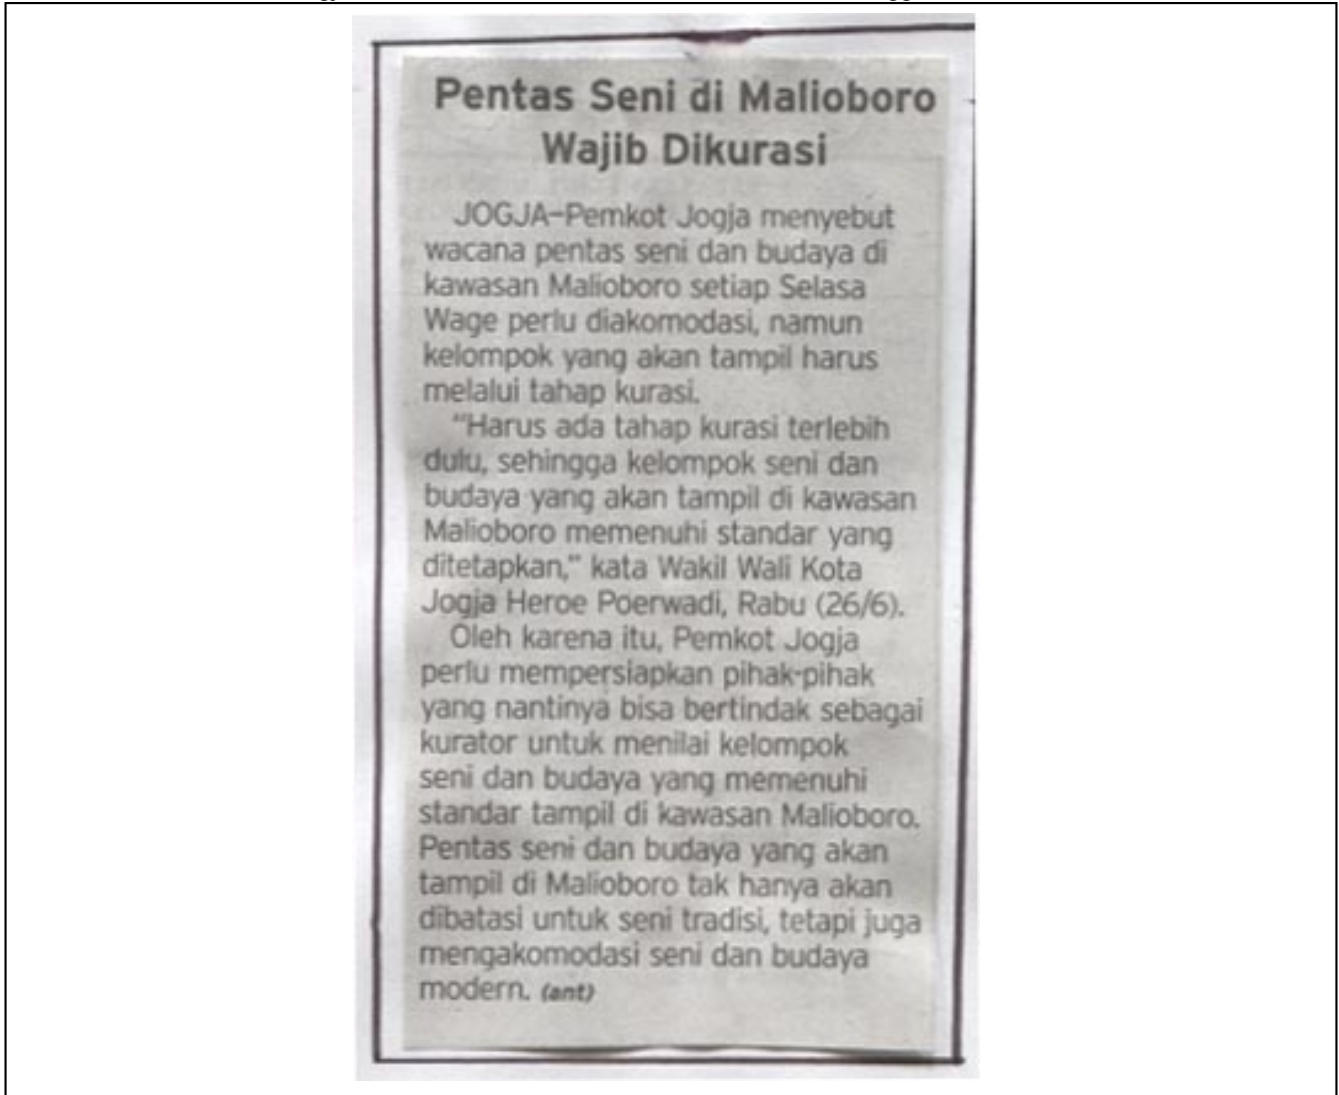 Pentas Seni di Malioboro
Wajib Dikurasi
JOGJA–Pemkot Jogja menyebut
wacana pentas seni dan budaya di
kawasan Malioboro setiap Selasa
Wage perlu diakomodasi, namun
kelompok yang akan tampil harus
melalui tahap kurasi.
"Harus ada tahap kurasi terlebih
dulu, sehingga kelompok seni dan
budaya yang akan tampil di kawasan
Malioboro memenuhi standar yang
ditetapkan," kata Wakil Wali Kota
Jogja Heroe Poerwadi, Rabu (26/6).
Oleh karena itu, Pemkot Jogja
perlu mempersiapkan pihak-pihak
yang nantinya bisa bertindak sebagai
kurator untuk menilai kelompok
seni dan budaya yang memenuhi
standar tampil di kawasan Malioboro.
Pentas seni dan budaya yang akan
tampil di Malioboro tak hanya akan
dibatasi untuk seni tradisi, tetapi juga
mengakomodasi seni dan budaya
modern. (ant)